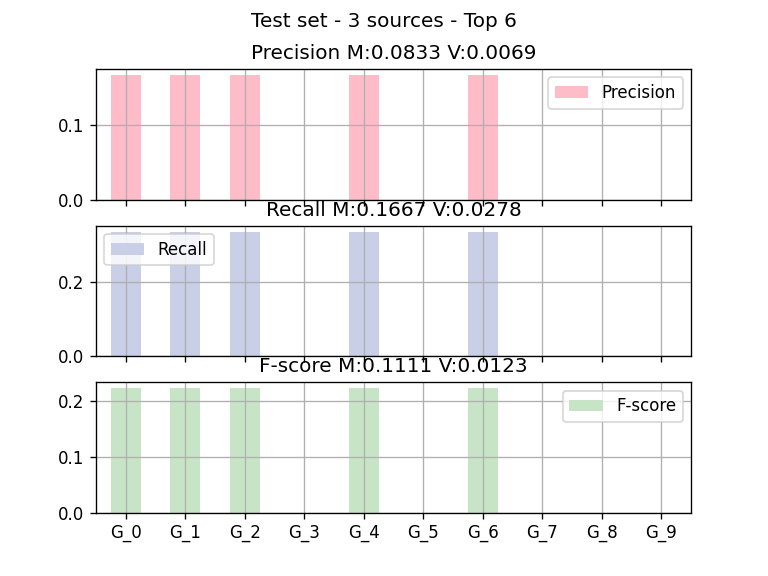 Test set - 3 sources - Top 6
Precision M:0.0833 V:0.0069
Precision
0.1
0.0
Recall M:0.1667 V:0.0278
Recall
0.2
0.0
F-score M:0.1111 V:0.0123
F-score
0.2
0.1
0.0
G_0 G_1 G_2 G_3 G_4 G_5 G_6 G_7 G_8 G_9